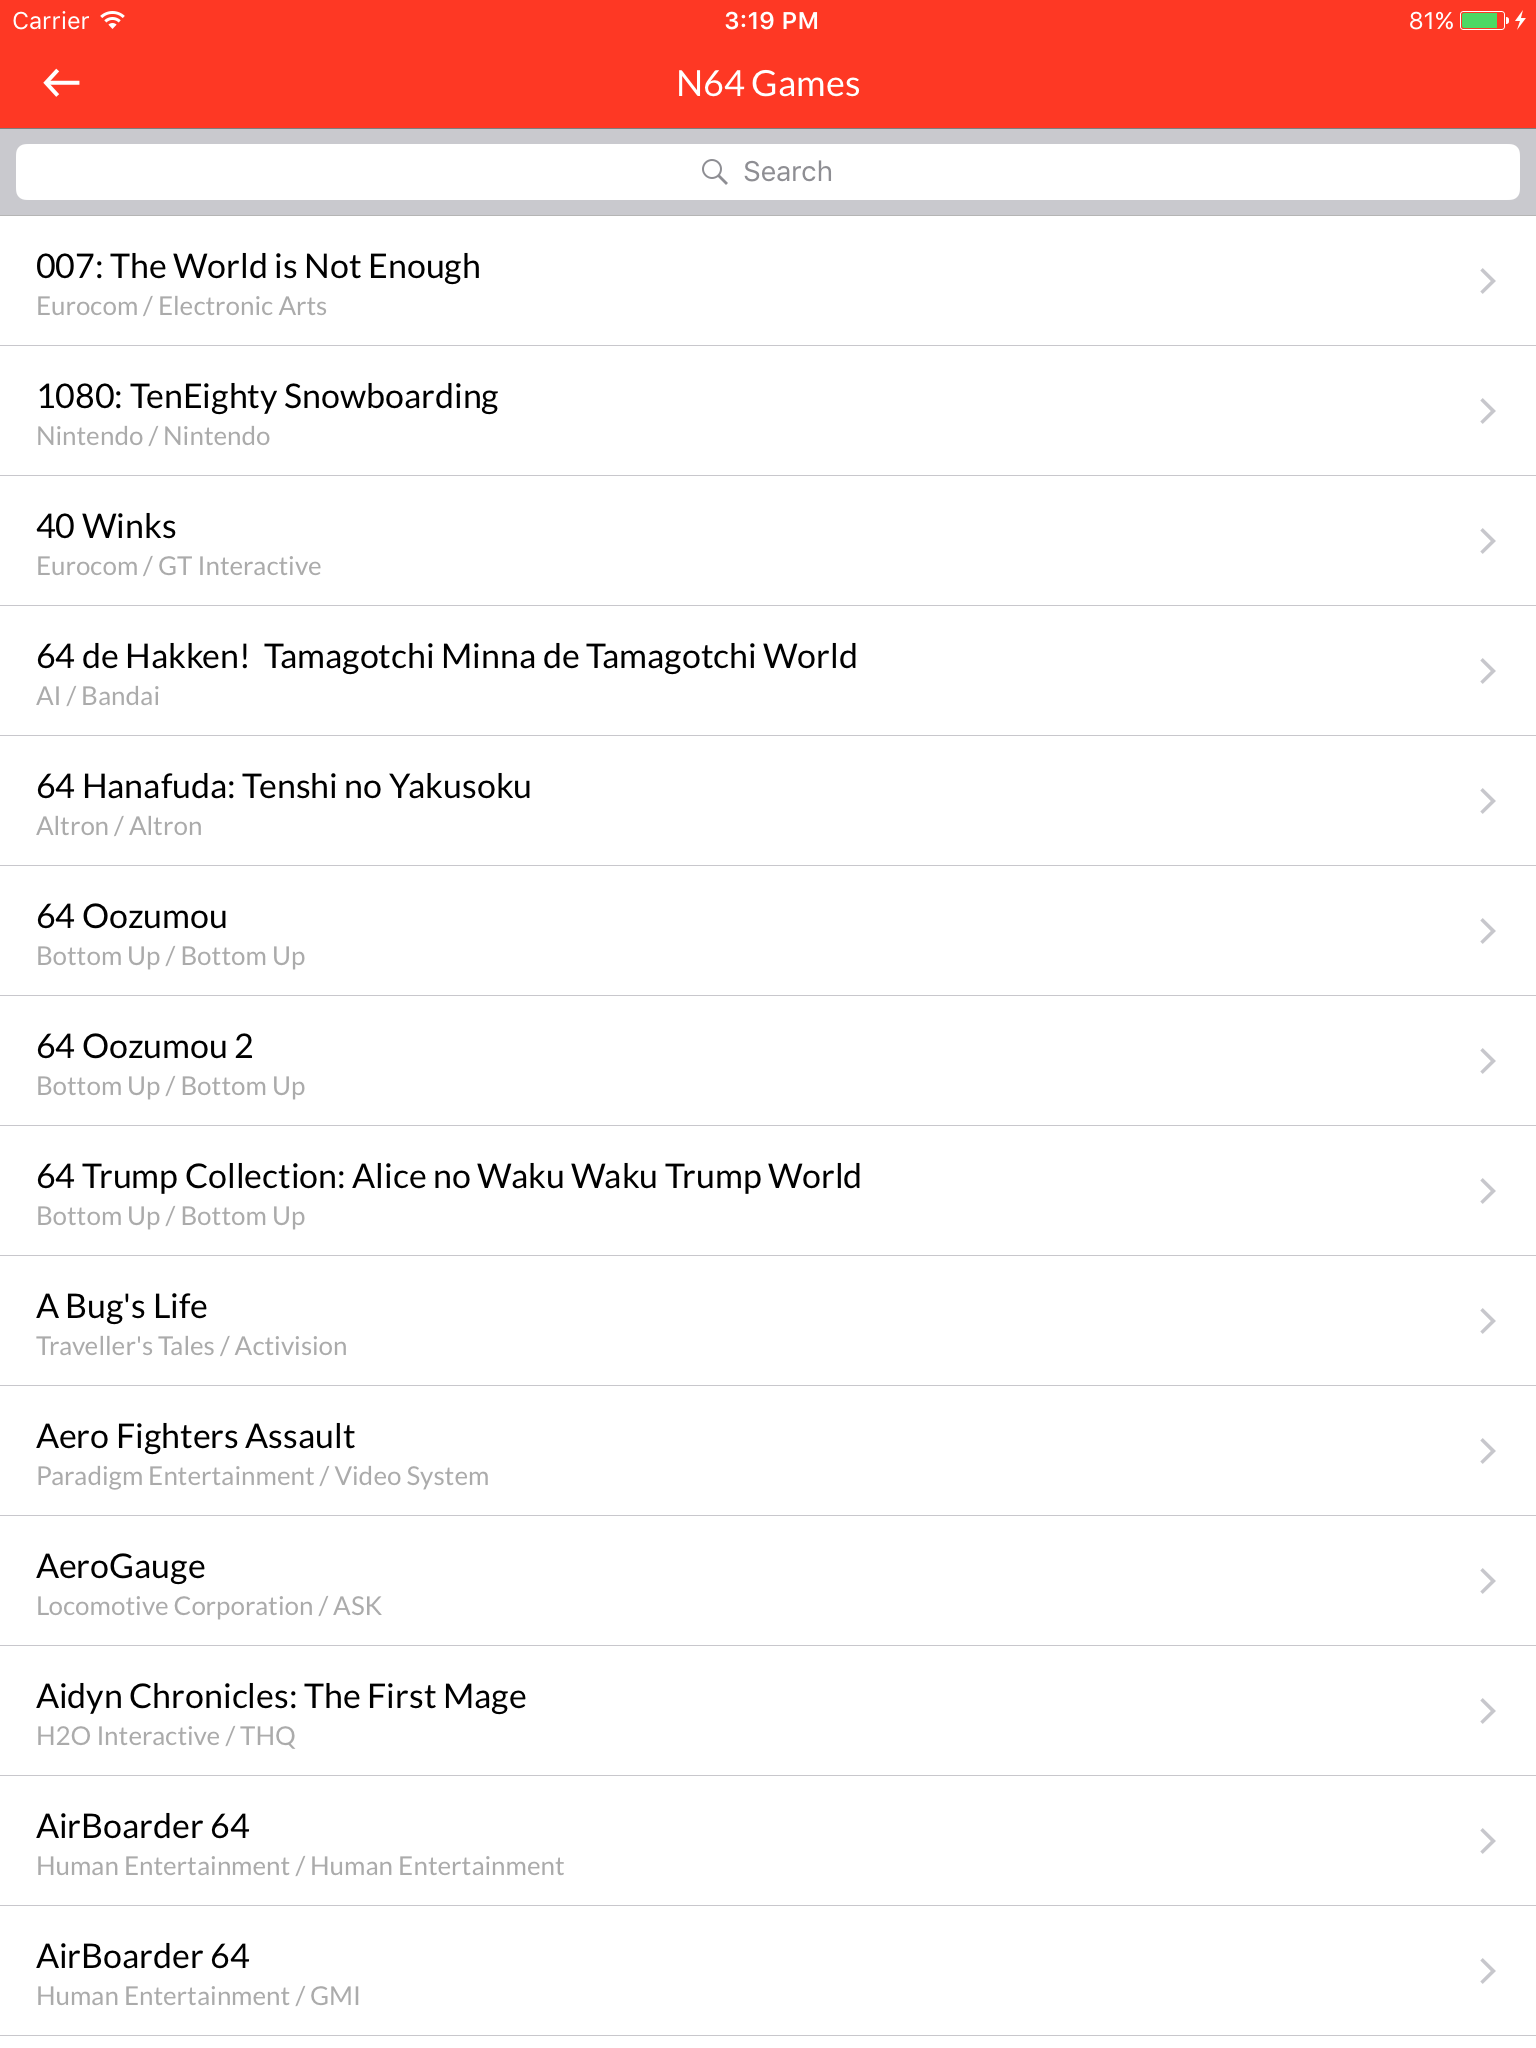 Carrier 3:19 PM 81%
N64 Games
Search
007: The World is Not Enough
Eurocom / Electronic Arts
1080: TenEighty Snowboarding
Nintendo / Nintendo
40 Winks
Eurocom / GT Interactive
64 de Hakken!  Tamagotchi Minna de Tamagotchi World
AI / Bandai
64 Hanafuda: Tenshi no Yakusoku
Altron / Altron
64 Oozumou
Bottom Up / Bottom Up
64 Oozumou 2
Bottom Up / Bottom Up
64 Trump Collection: Alice no Waku Waku Trump World
Bottom Up / Bottom Up
A Bug's Life
Traveller's Tales / Activision
Aero Fighters Assault
Paradigm Entertainment / Video System
AeroGauge
Locomotive Corporation / ASK
Aidyn Chronicles: The First Mage
H2O Interactive / THQ
AirBoarder 64
Human Entertainment / Human Entertainment
AirBoarder 64
Human Entertainment / GMI